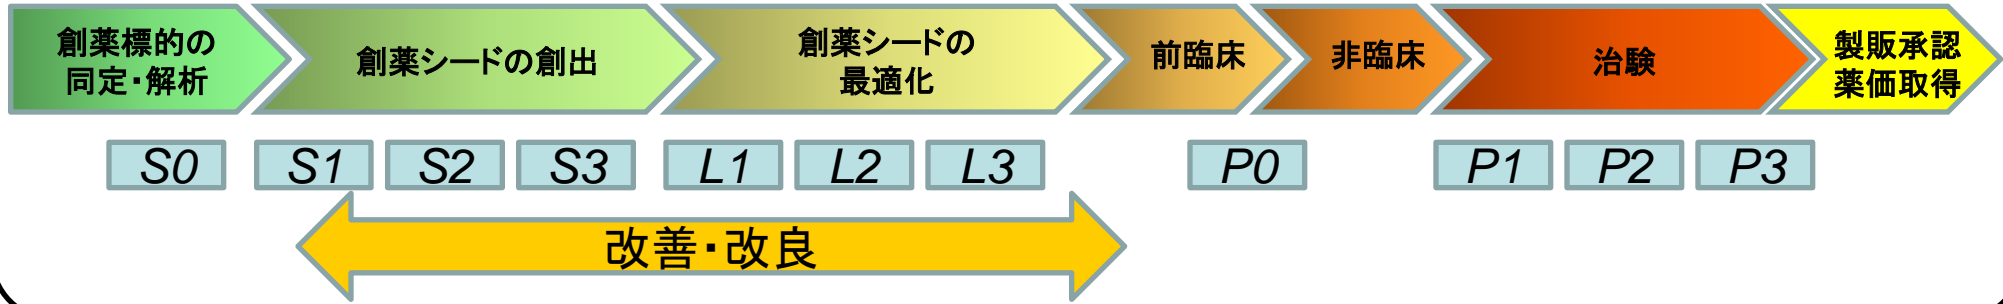 創薬標的の
同定・解析
創薬シードの創出
創薬シードの
最適化
前臨床
非臨床
治験
製販承認
薬価取得
S0
S1
S2
S3
L1
L2
L3
P0
P1
P2
P3
改善・改良